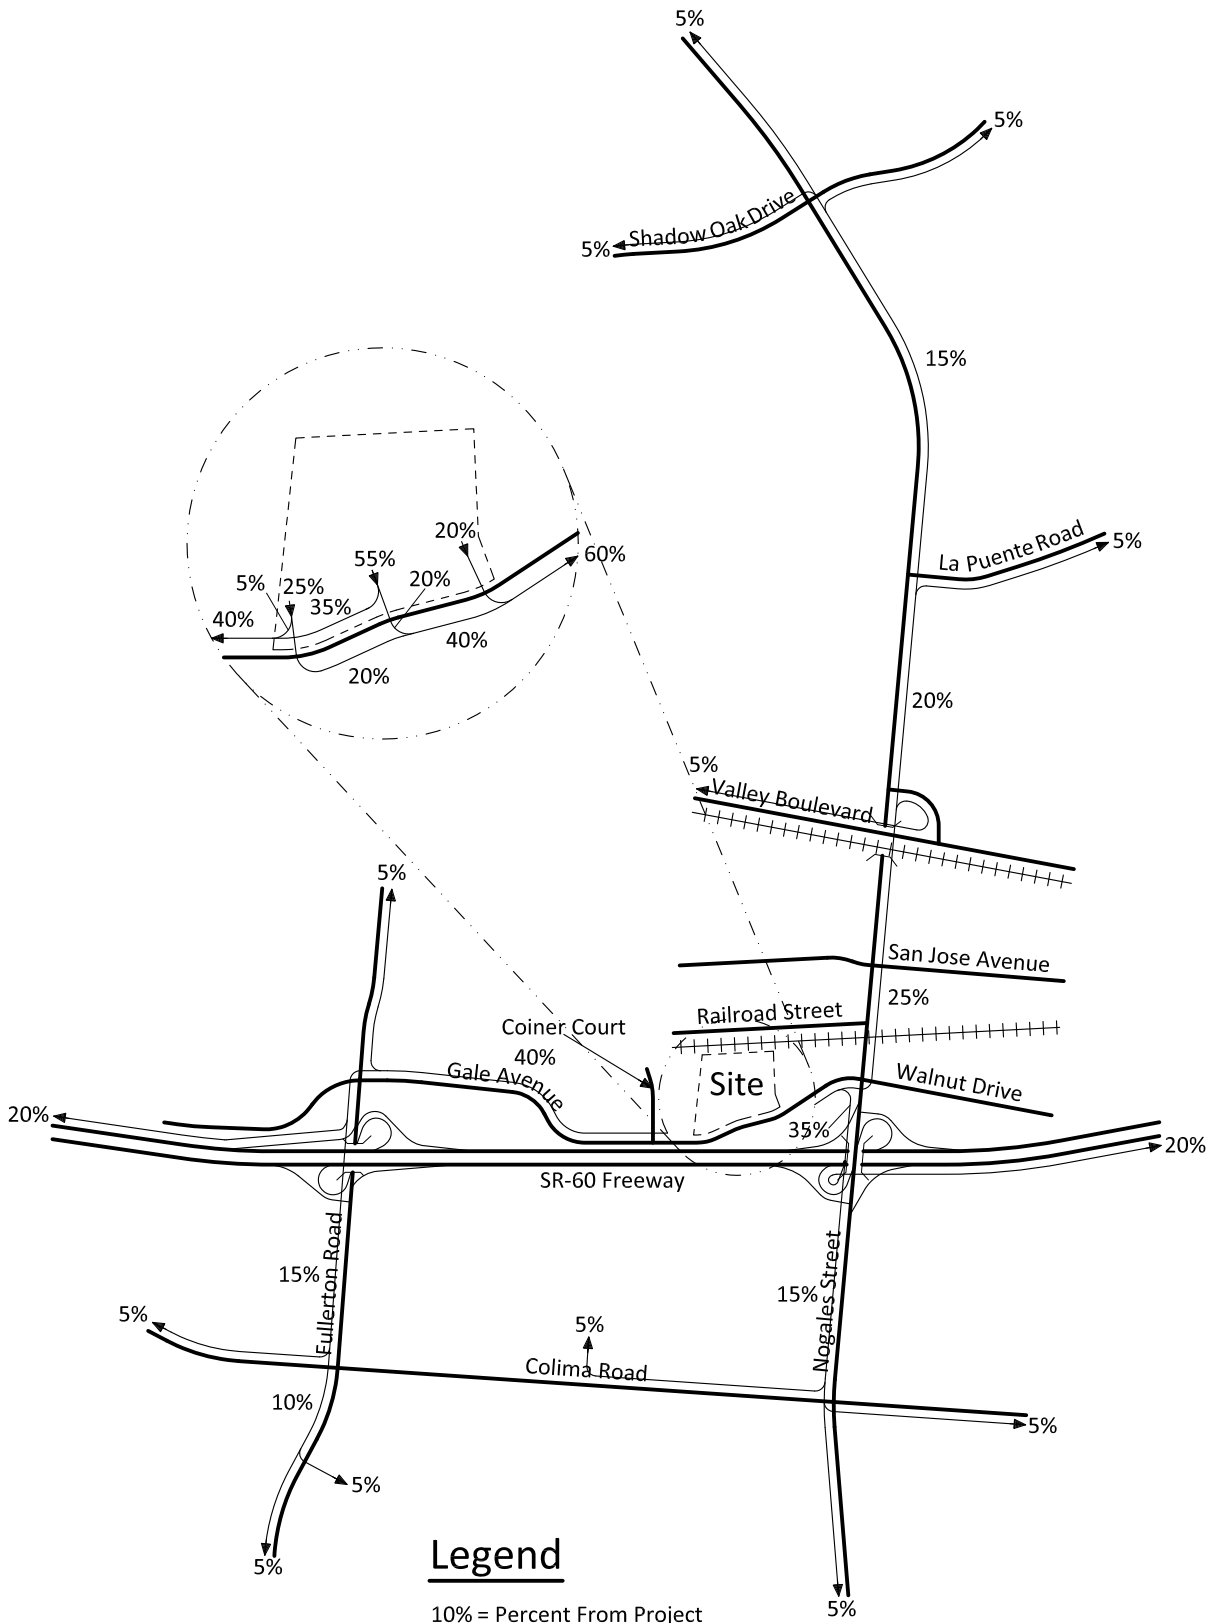 5%
5%
Shadow Oak Drive
5%
15%
La Puente Road
5%
20%
55%
60%
5%
25%
20%
35%
40%
40%
20%
20%
5%
Valley Boulevard
5%
San Jose Avenue
25%
Railroad Street
Coiner Court
40%
Gale Avenue
Site
Walnut Drive
20%
35%
20%
SR-60 Freeway
Fullerton Road
15%
Nogales Street
15%
5%
5%
Colima Road
10%
5%
5%
5%
5%
Legend
10% = Percent From Project